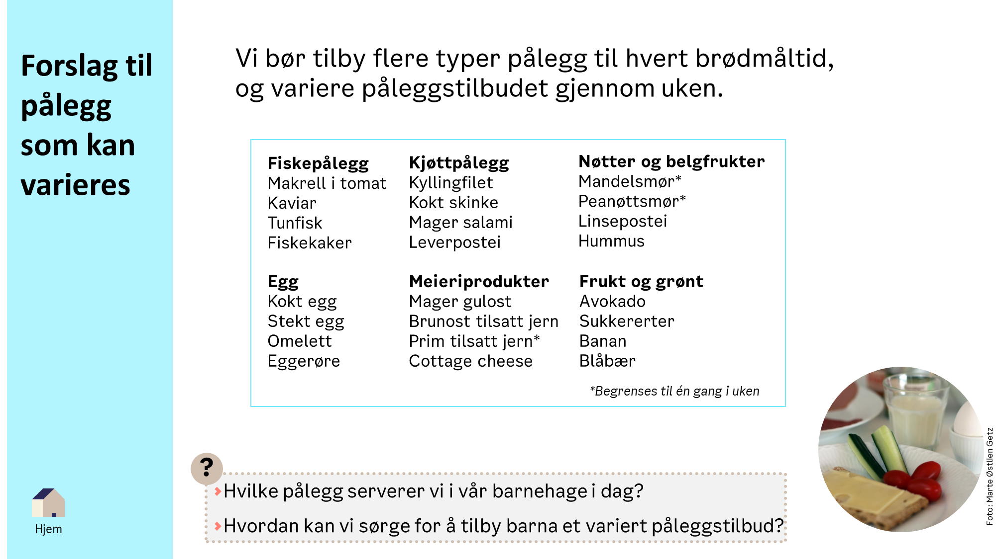 Forslag til
pålegg
som kan
varieres
Vi bør tilby flere typer pålegg til hvert brødmåltid,
og variere påleggstilbudet gjennom uken.
Fiskepålegg
Makrell i tomat
Kaviar
Tunfisk
Fiskekaker
Kjøttpålegg
Kyllingfilet
Kokt skinke
Mager salami
Leverpostei
Nøtter og belgfrukter
Mandelsmør*
Peanøttsmør*
Linsepostei
Hummus
Egg
Kokt egg
Stekt egg
Omelett
Eggerøre
Meieriprodukter
Mager gulost
Brunost tilsatt jern
Prim tilsatt jern*
Cottage cheese
Frukt og grønt
Avokado
Sukkererter
Banan
Blåbær
*Begrenses til én gang i uken
?
Hvilke pålegg serverer vi i vår barnehage i dag?
Hvordan kan vi sørge for å tilby barna et variert påleggstilbud?
Hjem
Foto: Marte Østlien Getz